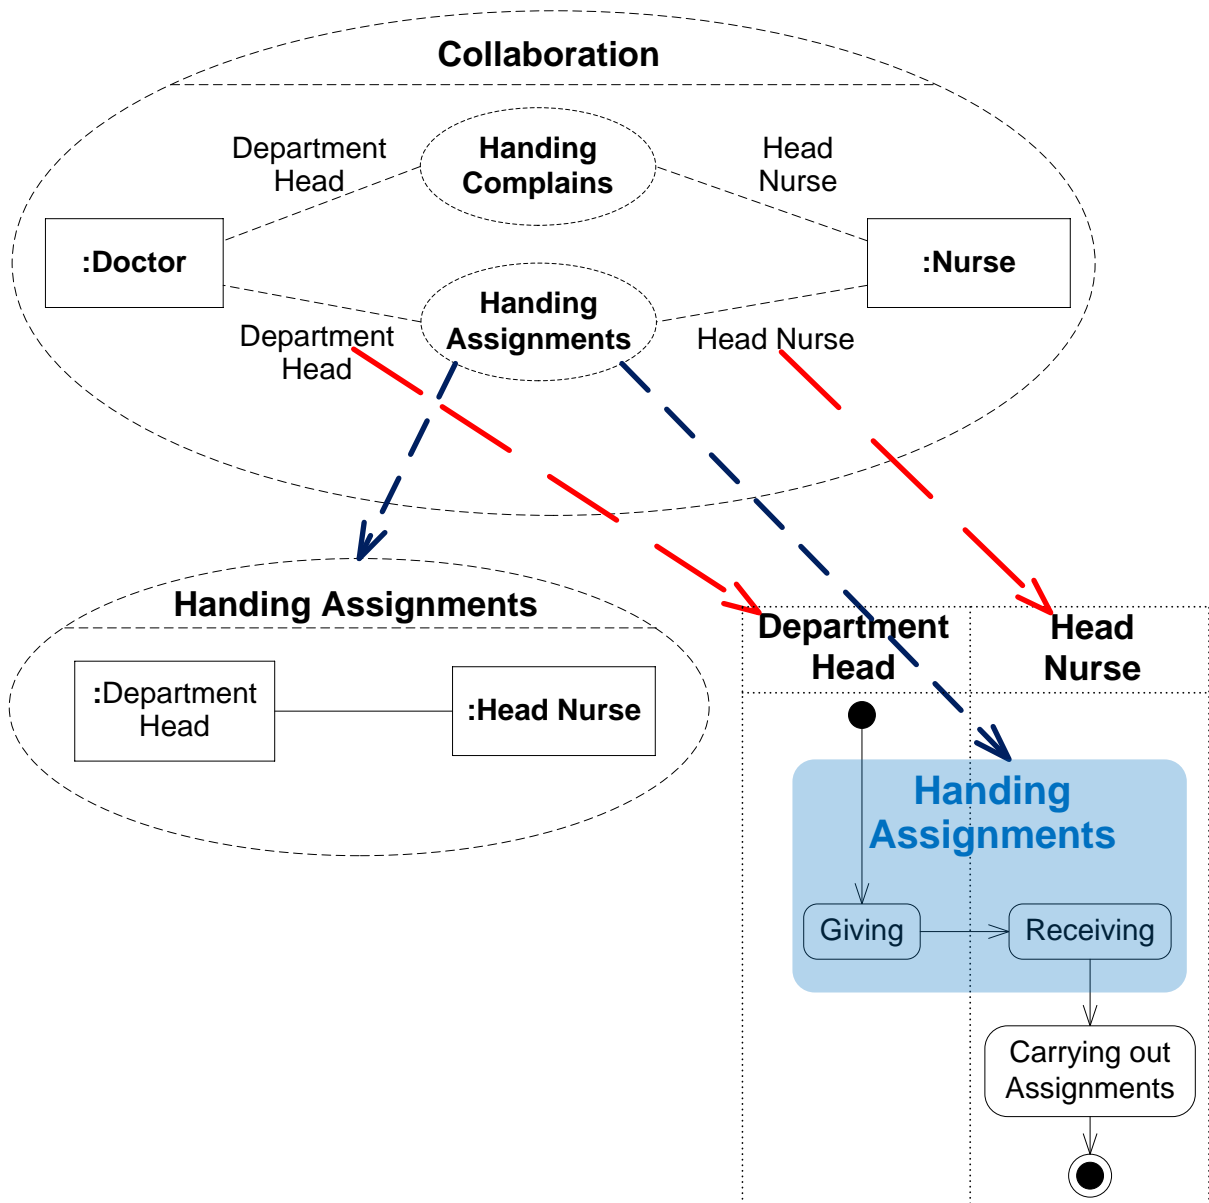 Collaboration
Department
Head
Handing
Complains
Head
Nurse
:Doctor
:Nurse
Handing
Assignments
Department
Head
Head Nurse
Handing Assignments
:Department
Head
:Head Nurse
Department
Head
Head
Nurse
Handing
Assignments
Giving
Receiving
Carrying out
Assignments